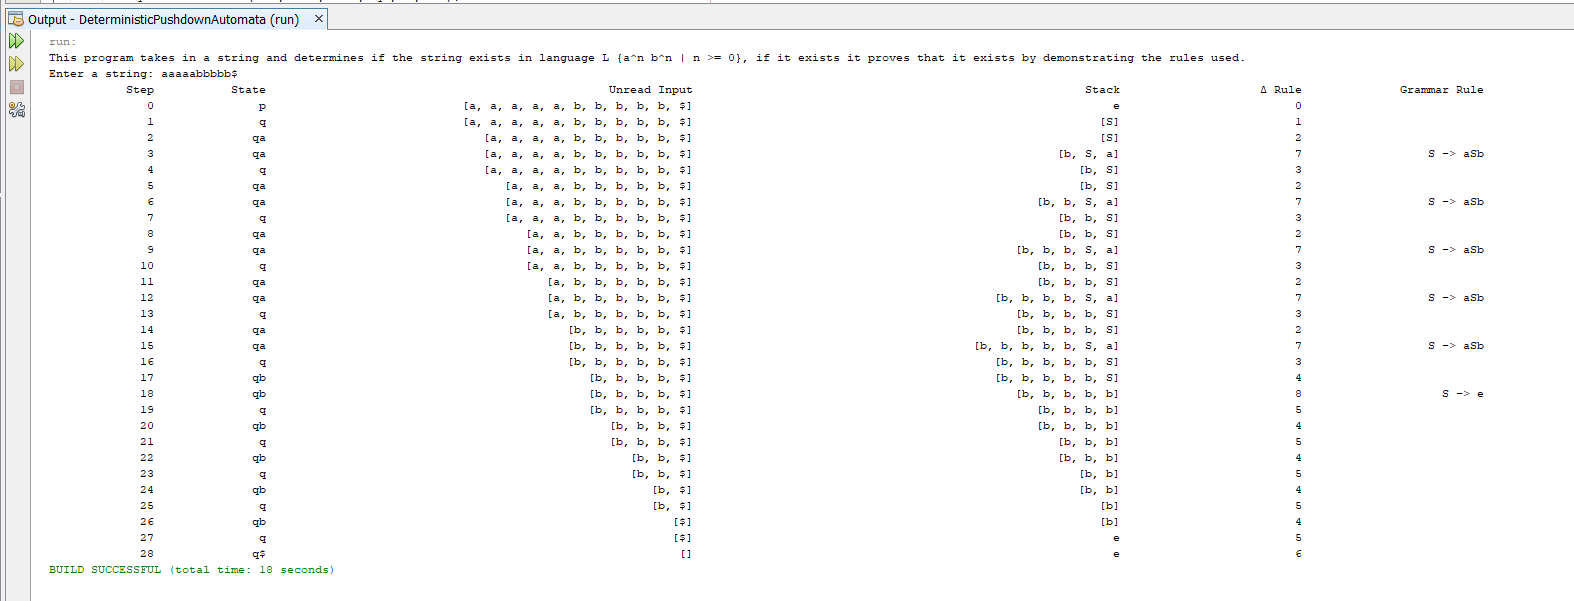 Output - DeterministicPushdownAutomata (run) ×
run:
This program takes in a string and determines if the string exists in language L {a^n b^n | n >= 0}, if it exists it proves that it exists by demonstrating the rules used.
Enter a string: aaaaabbbbb$
Step State Unread Input Stack Δ Rule Grammar Rule
0 p [a, a, a, a, a, b, b, b, b, b, $] e 0
1 q [a, a, a, a, a, b, b, b, b, b, $] [S] 1
2 qa [a, a, a, a, b, b, b, b, b, $] [S] 2
3 qa [a, a, a, a, b, b, b, b, b, $] [b, S, a] 7 S -> aSb
4 q [a, a, a, a, b, b, b, b, b, $] [b, S] 3
5 qa [a, a, a, b, b, b, b, b, $] [b, S] 2
6 qa [a, a, a, b, b, b, b, b, $] [b, b, S, a] 7 S -> aSb
7 q [a, a, a, b, b, b, b, b, $] [b, b, S] 3
8 qa [a, a, b, b, b, b, b, $] [b, b, S] 2
9 qa [a, a, b, b, b, b, b, $] [b, b, b, S, a] 7 S -> aSb
10 q [a, a, b, b, b, b, b, $] [b, b, b, S] 3
11 qa [a, b, b, b, b, b, $] [b, b, b, S] 2
12 qa [a, b, b, b, b, b, $] [b, b, b, b, S, a] 7 S -> aSb
13 q [a, b, b, b, b, b, $] [b, b, b, b, S] 3
14 qa [b, b, b, b, b, $] [b, b, b, b, S] 2
15 qa [b, b, b, b, b, $] [b, b, b, b, b, S, a] 7 S -> aSb
16 q [b, b, b, b, b, $] [b, b, b, b, b, S] 3
17 qb [b, b, b, b, $] [b, b, b, b, b, S] 4
18 qb [b, b, b, b, $] [b, b, b, b, b] 8 S -> e
19 q [b, b, b, b, $] [b, b, b, b] 5
20 qb [b, b, b, $] [b, b, b, b] 4
21 q [b, b, b, $] [b, b, b] 5
22 qb [b, b, $] [b, b, b] 4
23 q [b, b, $] [b, b] 5
24 qb [b, $] [b, b] 4
25 q [b, $] [b] 5
26 qb [$] [b] 4
27 q [$] e 5
28 q$ [] e 6
BUILD SUCCESSFUL (total time: 18 seconds)